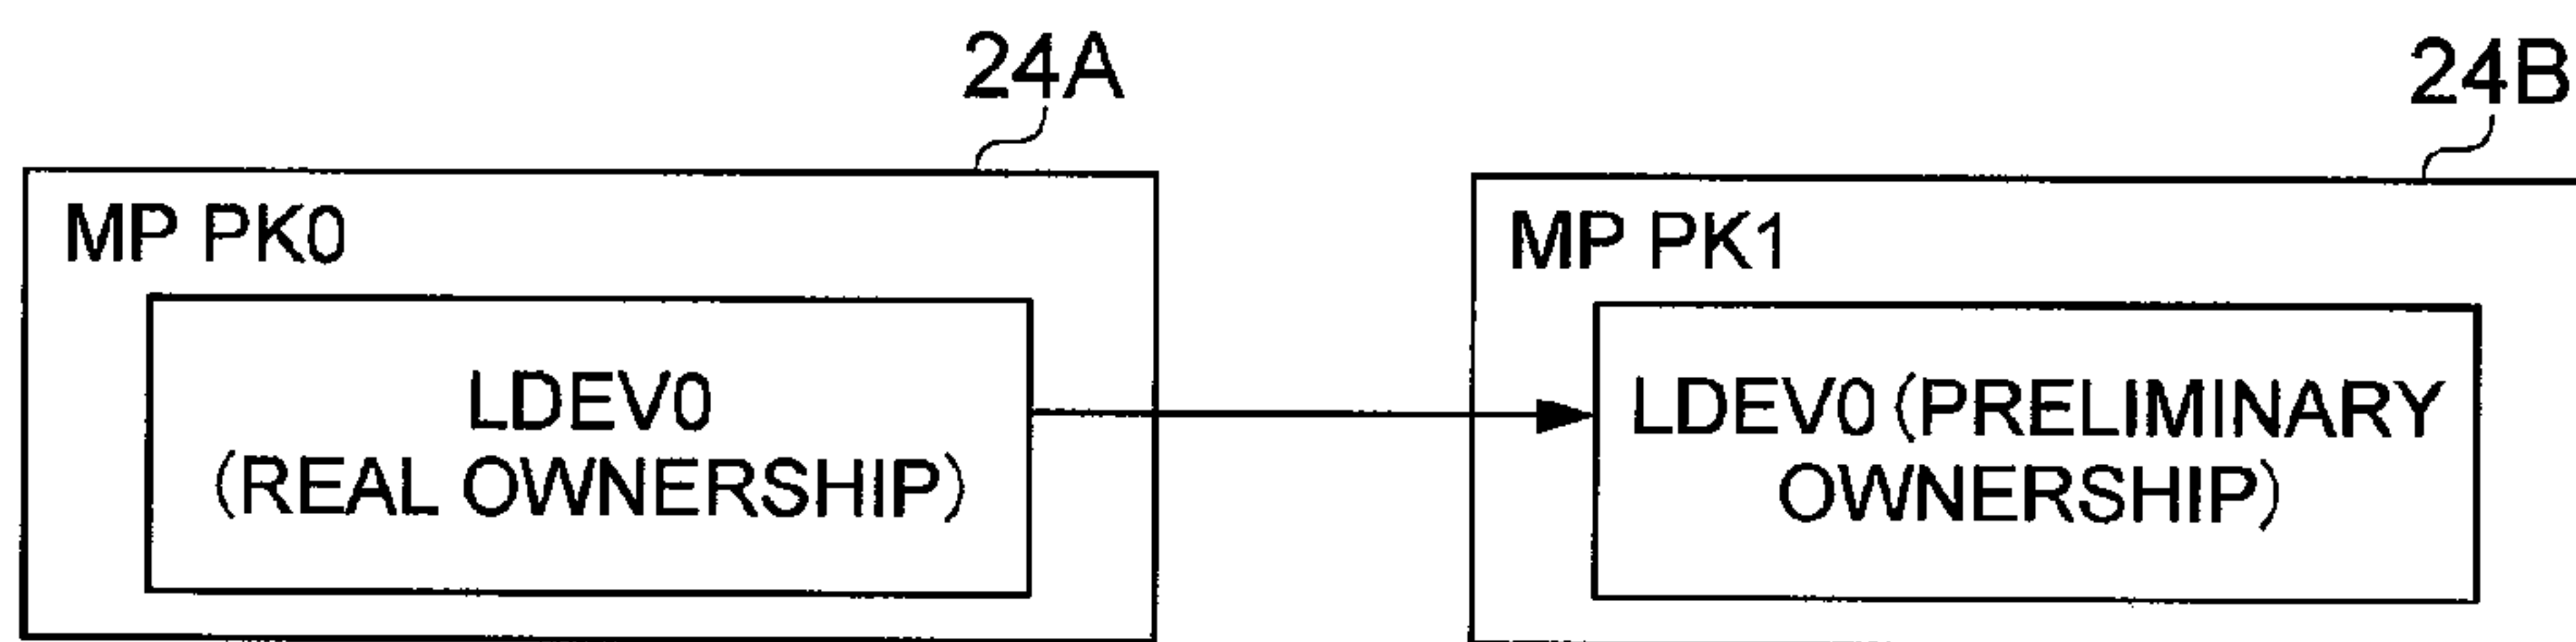 24A
24B
MP PK0
MP PK1
LDEV0
(REAL OWNERSHIP)
LDEV0 (PRELIMINARY
OWNERSHIP)